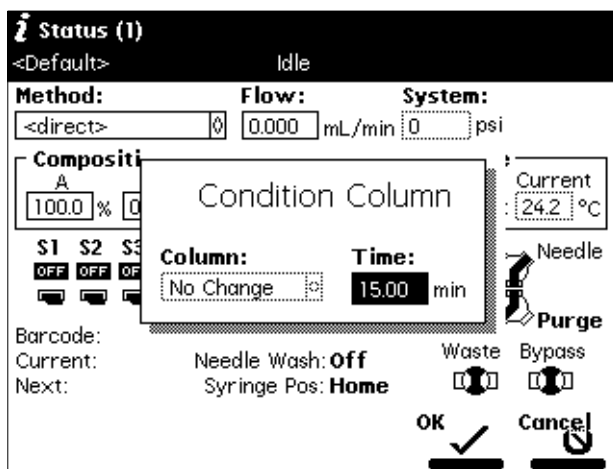 i Status (1)
<Default> Idle
Method: Flow: System:
<direct> 0.000 mL/min 0 psi
Compositi
A Current
100.0 % 24.2 °C
Condition Column
S1 S2 S3 Needle
OFF OFF
Column: Time:
No Change 15.00 min
Purge
Barcode:
Current: Needle Wash: Off Waste Bypass
Next: Syringe Pos: Home
OK Cancel